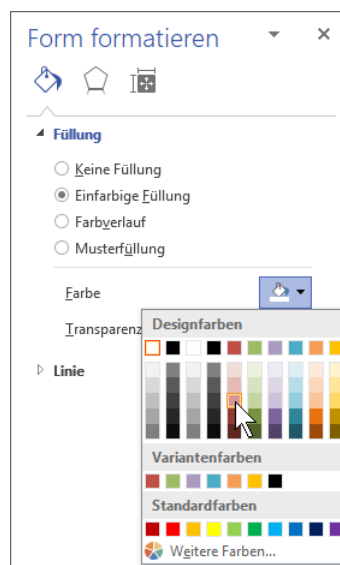 Form formatieren
Füllung
Keine Füllung
Einfarbige Füllung
Farbverlauf
Musterfüllung
Farbe
Transparenz
Designfarben
Linie
Variantenfarben
Standardfarben
Weitere Farben...